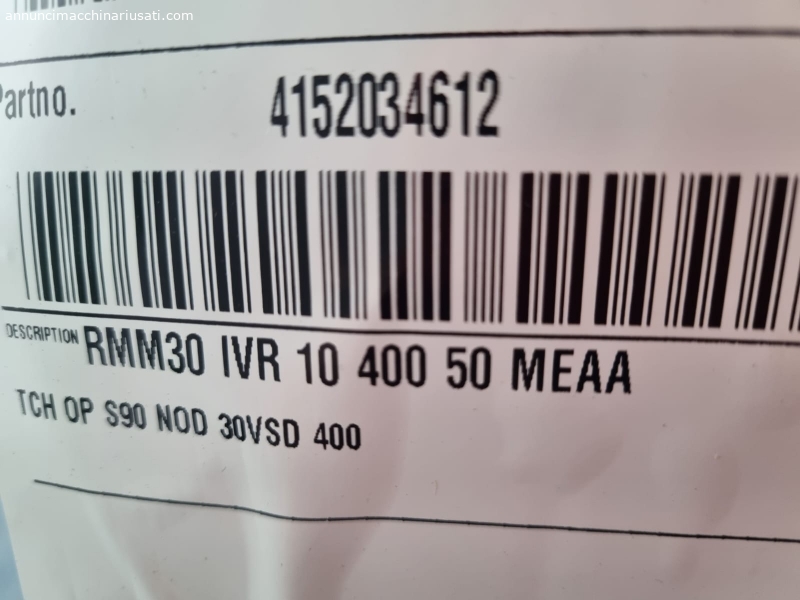 annuncimacchinariusati.com
Partno.
4152034612
DESCRIPTION RMM30 IVR 10 400 50 MEAA
TCH OP S90 NOD 30VSD 400